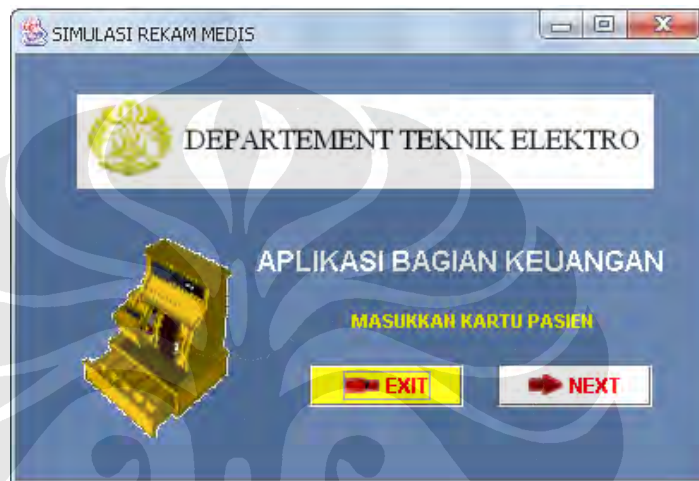 SIMULASI REKAM MEDIS
DEPARTEMENT TEKNIK ELEKTRO
APLIKASI BAGIAN KEUANGAN
MASUKKAN KARTU PASIEN
EXIT
NEXT